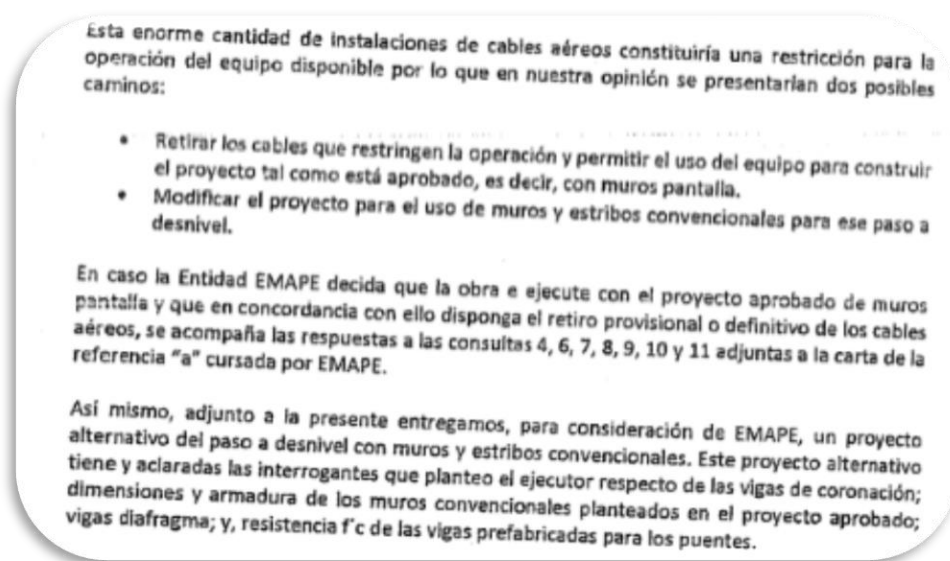 Esta enorme cantidad de instalaciones de cables aéreos constituiría una restricción para la
operación del equipo disponible por lo que en nuestra opinión se presentarían dos posibles
caminos:
• Retirar los cables que restringen la operación y permitir el uso del equipo para construir
el proyecto tal como está aprobado, es decir, con muros pantalla.
• Modificar el proyecto para el uso de muros y estribos convencionales para ese paso a
desnivel.
En caso la Entidad EMAPE decida que la obra e ejecute con el proyecto aprobado de muros
pantalla y que en concordancia con ello disponga el retiro provisional o definitivo de los cables
aéreos, se acompaña las respuestas a las consultas 4, 6, 7, 8, 9, 10 y 11 adjuntas a la carta de la
referencia "a" cursada por EMAPE.
Así mismo, adjunto a la presente entregamos, para consideración de EMAPE, un proyecto
alternativo del paso a desnivel con muros y estribos convencionales. Este proyecto alternativo
tiene y aclaradas las interrogantes que planteo el ejecutor respecto de las vigas de coronación;
dimensiones y armadura de los muros convencionales planteados en el proyecto aprobado;
vigas diafragma; y, resistencia f'c de las vigas prefabricadas para los puentes.